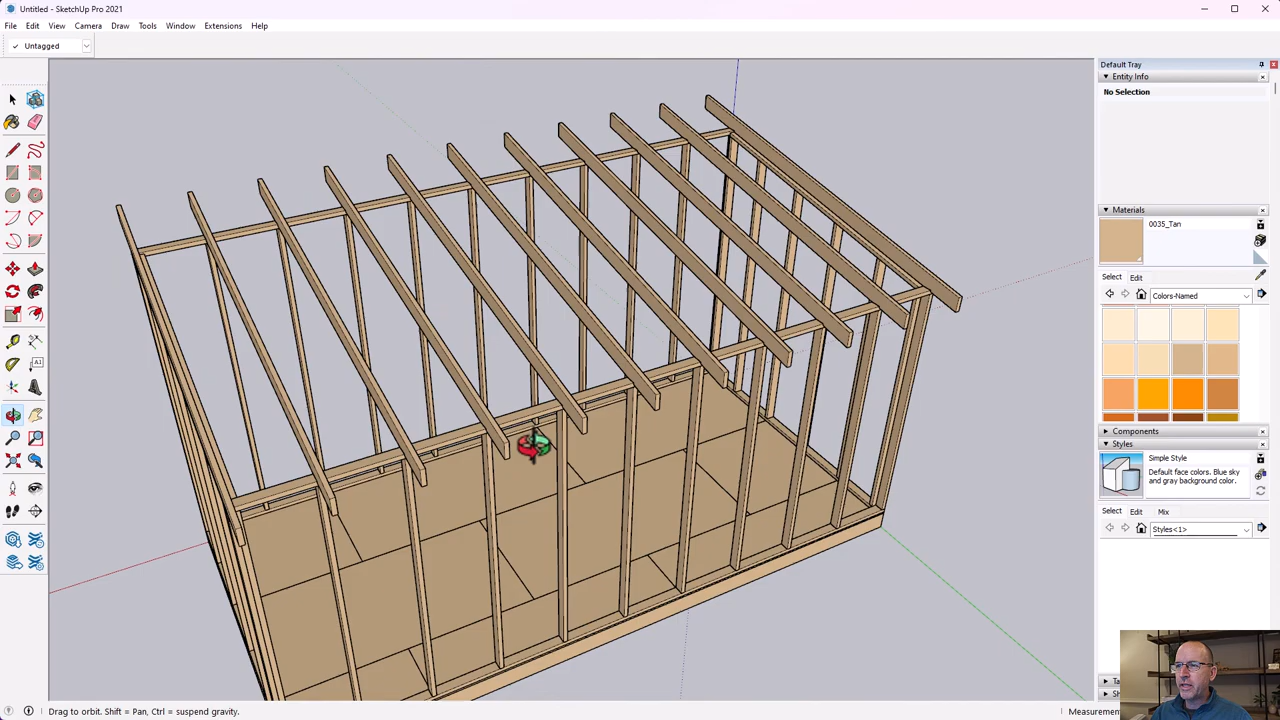 Untitled - SketchUp Pro 2021
File Edit View Camera Draw Tools Window Extensions Help
✓ Untagged
Default Tray
Entity Info
No Selection
Materials
0035_Tan
Select Edit
Colors-Named
Components
Styles
Simple Style
Default face colors. Blue sky
and gray background color.
Select Edit Mix
Styles<1>
Drag to orbit. Shift = Pan, Ctrl = suspend gravity.
Measurement